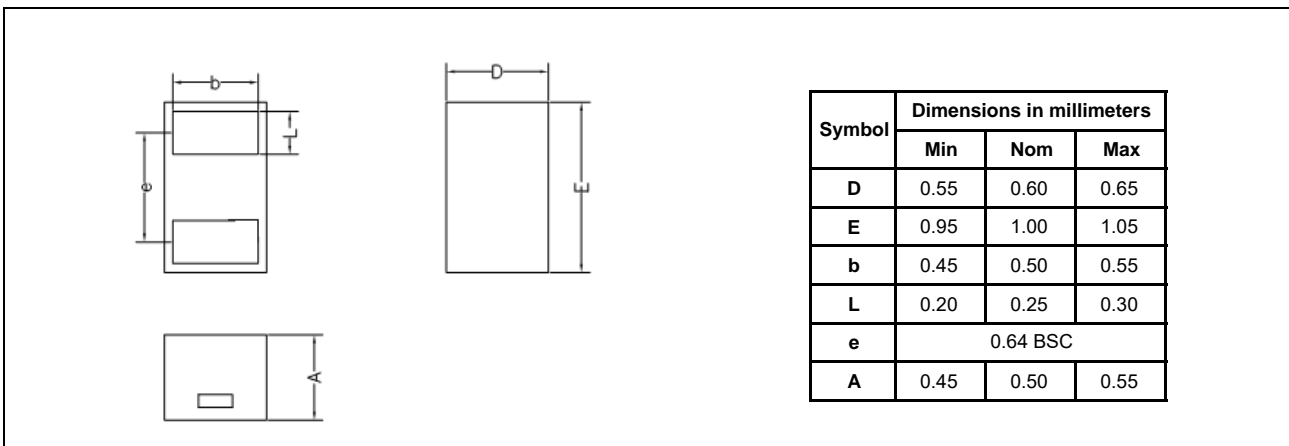 b
L
e
D
E
A
Symbol Dimensions in millimeters
Min Nom Max
D 0.55 0.60 0.65
E 0.95 1.00 1.05
b 0.45 0.50 0.55
L 0.20 0.25 0.30
e 0.64 BSC
A 0.45 0.50 0.55